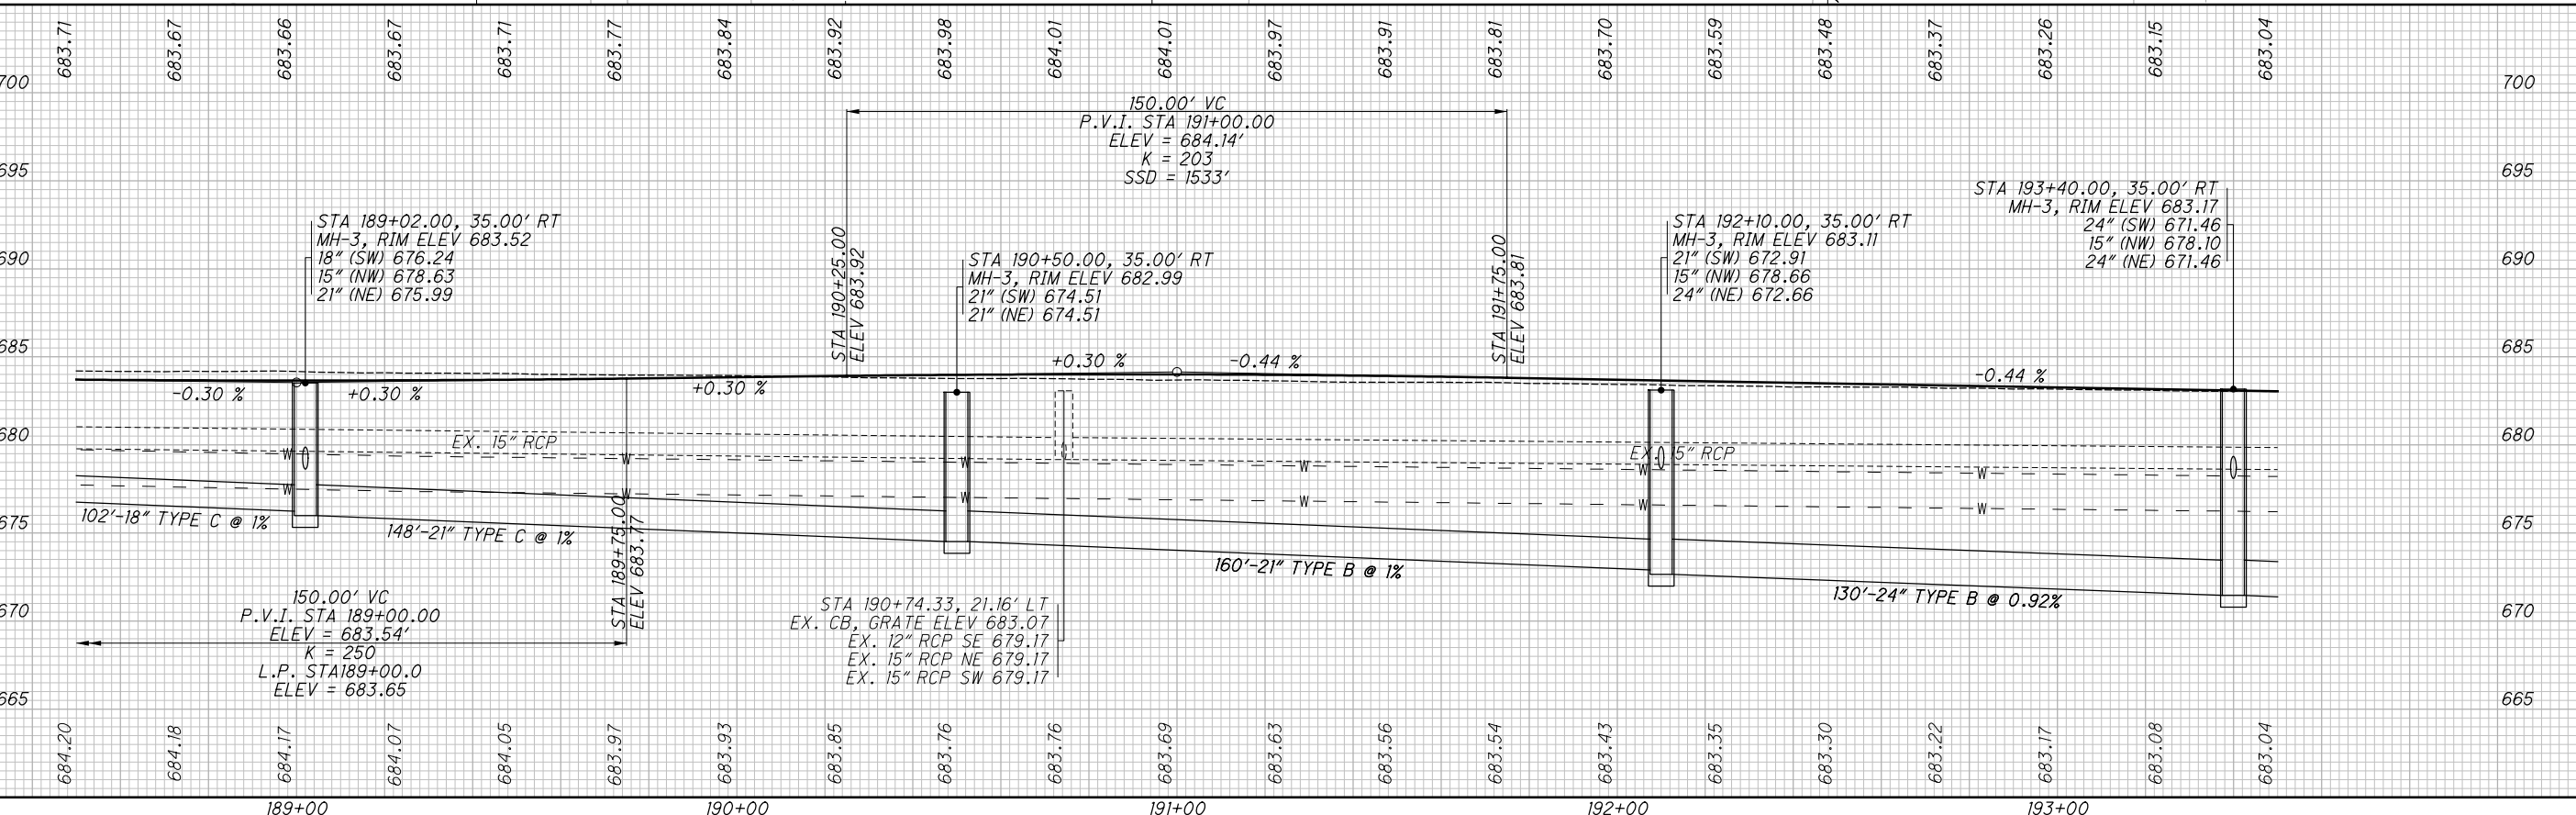 683.71 683.67 683.66 683.67 683.71 683.77 683.84 683.92 683.98 684.01 684.01 683.97 683.91 683.81 683.70 683.59 683.48 683.37 683.26 683.15 683.04
700 700
695 695
690 690
685 685
680 680
675 675
670 670
665 665
150.00' VC
P.V.I. STA 191+00.00
ELEV = 684.14'
K = 203
SSD = 1533'
STA 189+02.00, 35.00' RT
MH-3, RIM ELEV 683.52
18" (SW) 676.24
15" (NW) 678.63
21" (NE) 675.99
STA 190+25.00
ELEV 683.92
STA 190+50.00, 35.00' RT
MH-3, RIM ELEV 682.99
21" (SW) 674.51
21" (NE) 674.51
STA 191+75.00
ELEV 683.81
STA 192+10.00, 35.00' RT
MH-3, RIM ELEV 683.11
21" (SW) 672.91
15" (NW) 678.66
24" (NE) 672.66
STA 193+40.00, 35.00' RT
MH-3, RIM ELEV 683.17
24" (SW) 671.46
15" (NW) 678.10
24" (NE) 671.46
-0.30 %
+0.30 %
+0.30 %
+0.30 %
-0.44 %
-0.44 %
EX. 15" RCP
EX. 15" RCP
W W W W W W
W W W W W W
102'-18" TYPE C @ 1%
148'-21" TYPE C @ 1%
160'-21" TYPE B @ 1%
130'-24" TYPE B @ 0.92%
STA 189+75.00
ELEV 683.77
150.00' VC
P.V.I. STA 189+00.00
ELEV = 683.54'
K = 250
L.P. STA189+00.0
ELEV = 683.65
STA 190+74.33, 21.16' LT
EX. CB, GRATE ELEV 683.07
EX. 12" RCP SE 679.17
EX. 15" RCP NE 679.17
EX. 15" RCP SW 679.17
684.20 684.18 684.17 684.07 684.05 683.97 683.93 683.85 683.76 683.76 683.69 683.63 683.56 683.54 683.43 683.35 683.30 683.22 683.17 683.08 683.04
189+00 190+00 191+00 192+00 193+00